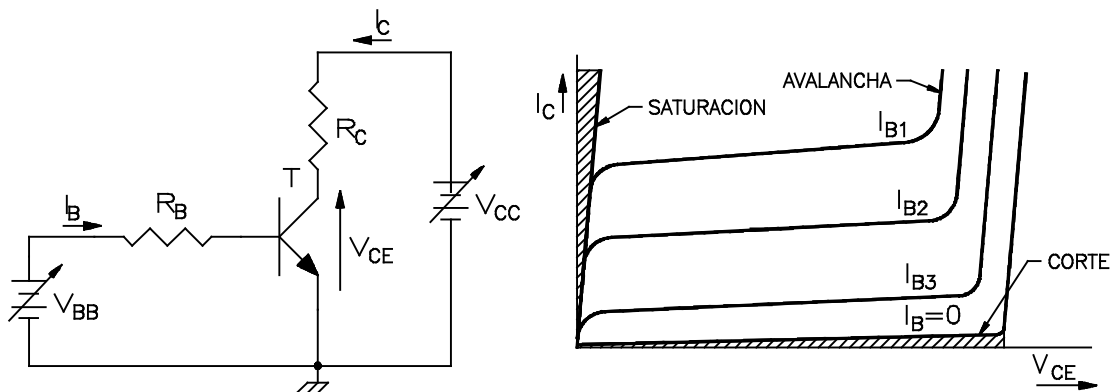 I_C
R_C
T
I_B
R_B
V_CE
V_CC
V_BB
I_C
SATURACION
AVALANCHA
I_B1
I_B2
I_B3
I_B=0
CORTE
V_CE